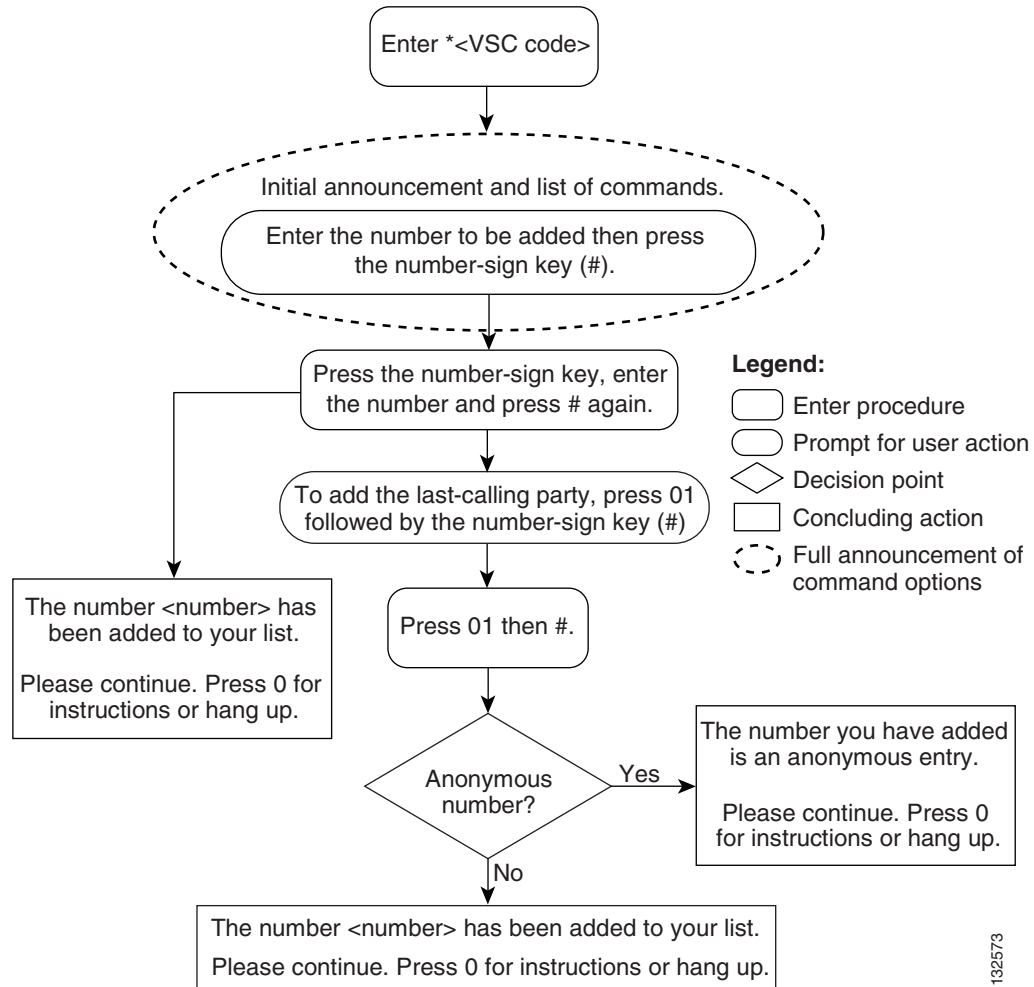 Enter *<VSC code>
Initial announcement and list of commands.
Enter the number to be added then press
the number-sign key (#).
Press the number-sign key, enter
the number and press # again.
Legend:
Enter procedure
Prompt for user action
Decision point
Concluding action
Full announcement of
command options
To add the last-calling party, press 01
followed by the number-sign key (#)
The number <number> has
been added to your list.
Please continue. Press 0 for
instructions or hang up.
Press 01 then #.
Anonymous
number?
Yes
The number you have added
is an anonymous entry.
Please continue. Press 0
for instructions or hang up.
No
The number <number> has been added to your list.
Please continue. Press 0 for instructions or hang up.
132573